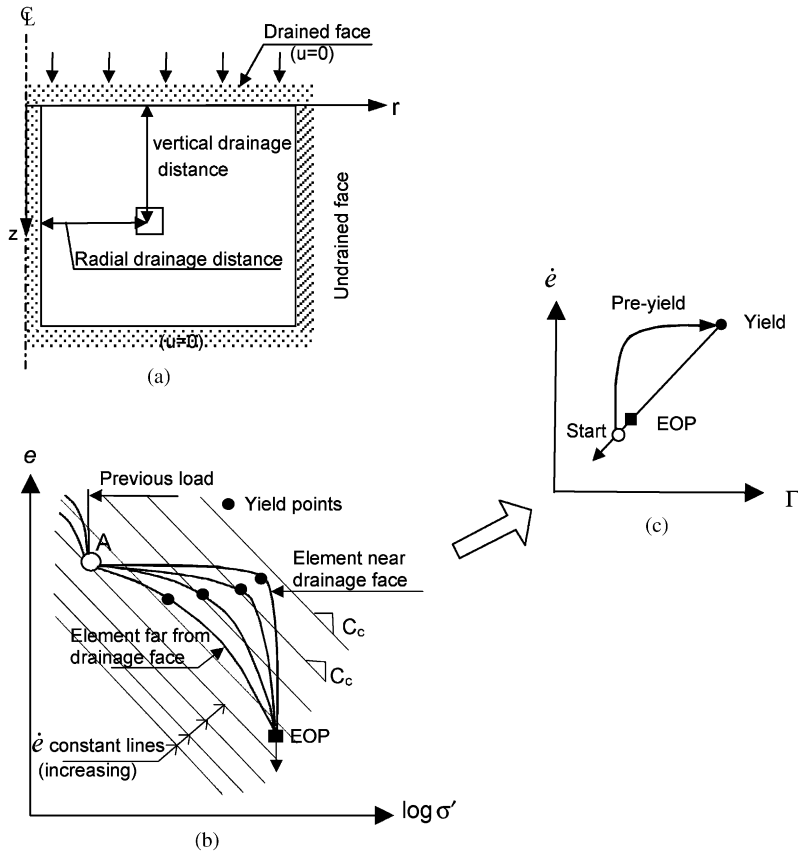 ℄
Drained face
(u=0)
r
vertical drainage
distance
z
Radial drainage distance
Undrained face
(u=0)
(a)
ė
Pre-yield
Yield
Start
EOP
Γ
(c)
e
Previous load
Yield points
A
Element near
drainage face
Cc
Element far from
drainage face
Cc
EOP
ė constant lines
(increasing)
log σ′
(b)